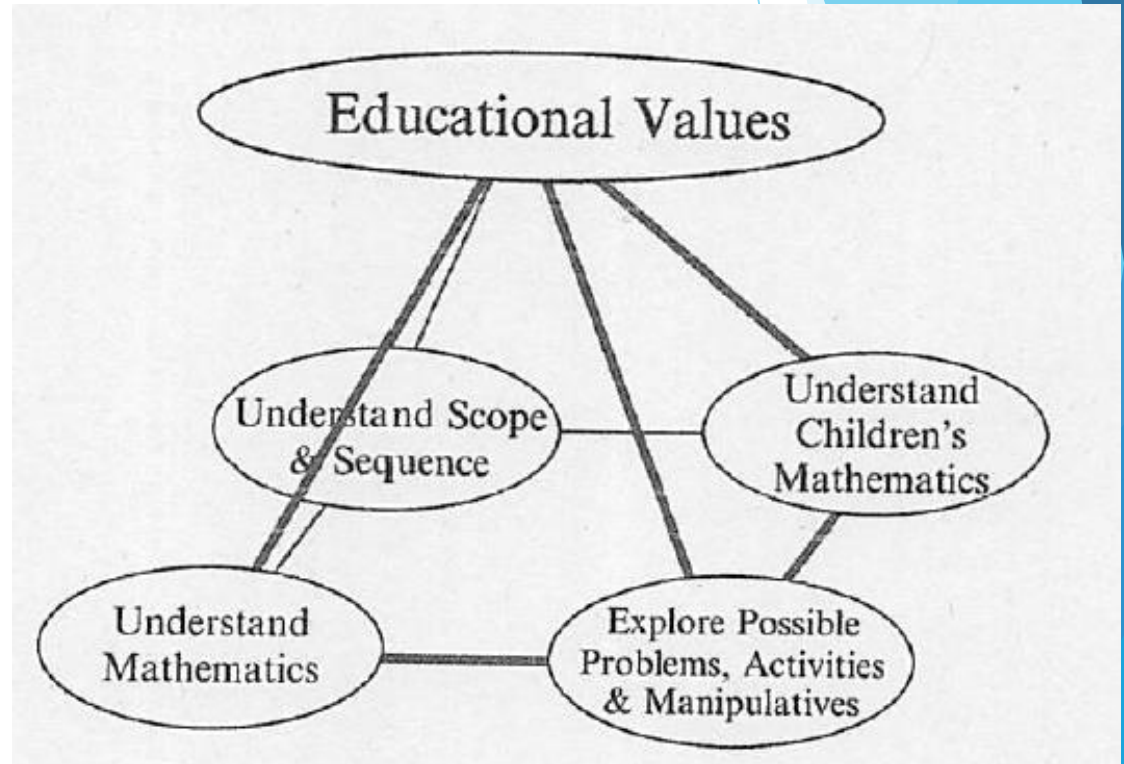 Educational Values
Understand Scope
& Sequence
Understand
Children's
Mathematics
Understand
Mathematics
Explore Possible
Problems, Activities
& Manipulatives